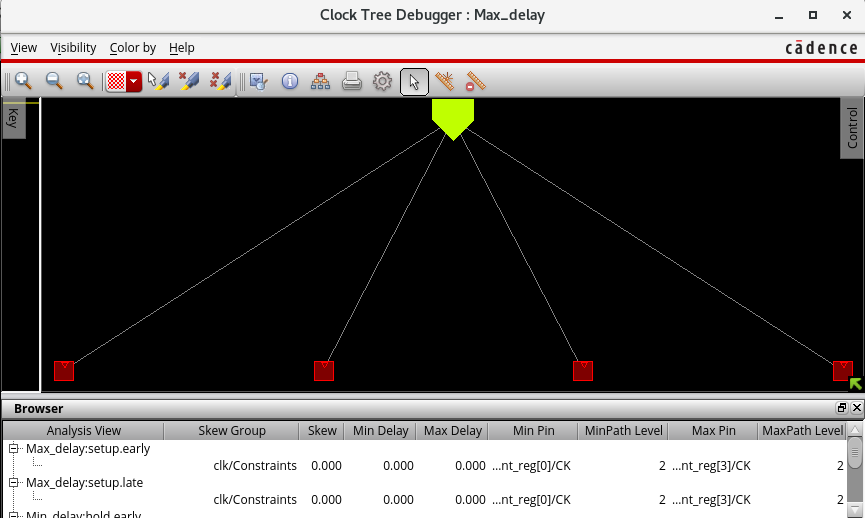 Clock Tree Debugger : Max_delay
View Visibility Color by Help
cādence
Key
Control
Browser
Analysis View Skew Group Skew Min Delay Max Delay Min Pin MinPath Level Max Pin MaxPath Level
Max_delay:setup.early
clk/Constraints 0.000 0.000 0.000 ...nt_reg[0]/CK 2 ...nt_reg[3]/CK 2
Max_delay:setup.late
clk/Constraints 0.000 0.000 0.000 ...nt_reg[0]/CK 2 ...nt_reg[3]/CK 2
Min_delay:hold.early